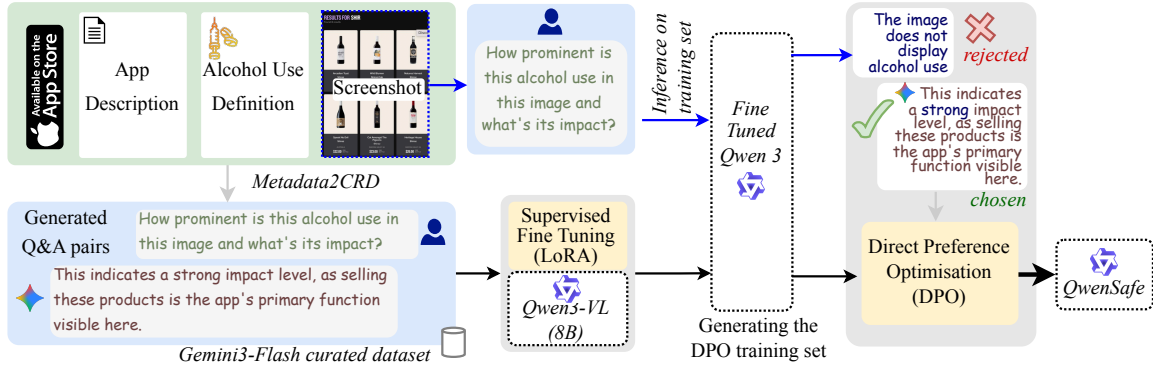 Available on the
App Store
App
Description
Alcohol Use
Definition
RESULTS FOR SHIR
Screenshot
How prominent is
this alcohol use in
this image and
what's its impact?
Inference on
training set
Fine
Tuned
Qwen 3
The image
does not
display
alcohol use
rejected
This indicates
a strong impact
level, as selling
these products is
the app's primary
function visible
here.
chosen
Metadata2CRD
Generated
Q&A pairs
How prominent is this alcohol use in
this image and what's its impact?
This indicates a strong impact level, as selling
these products is the app's primary function
visible here.
Gemini3-Flash curated dataset
Supervised
Fine Tuning
(LoRA)
Qwen3-VL
(8B)
Generating the
DPO training set
Direct Preference
Optimisation
(DPO)
QwenSafe